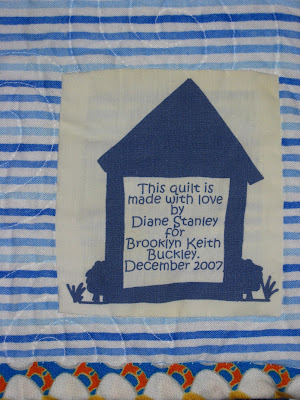 This quilt is
made with love
by
Diane Stanley
for
Brooklyn Keith
Buckley.
December 2007